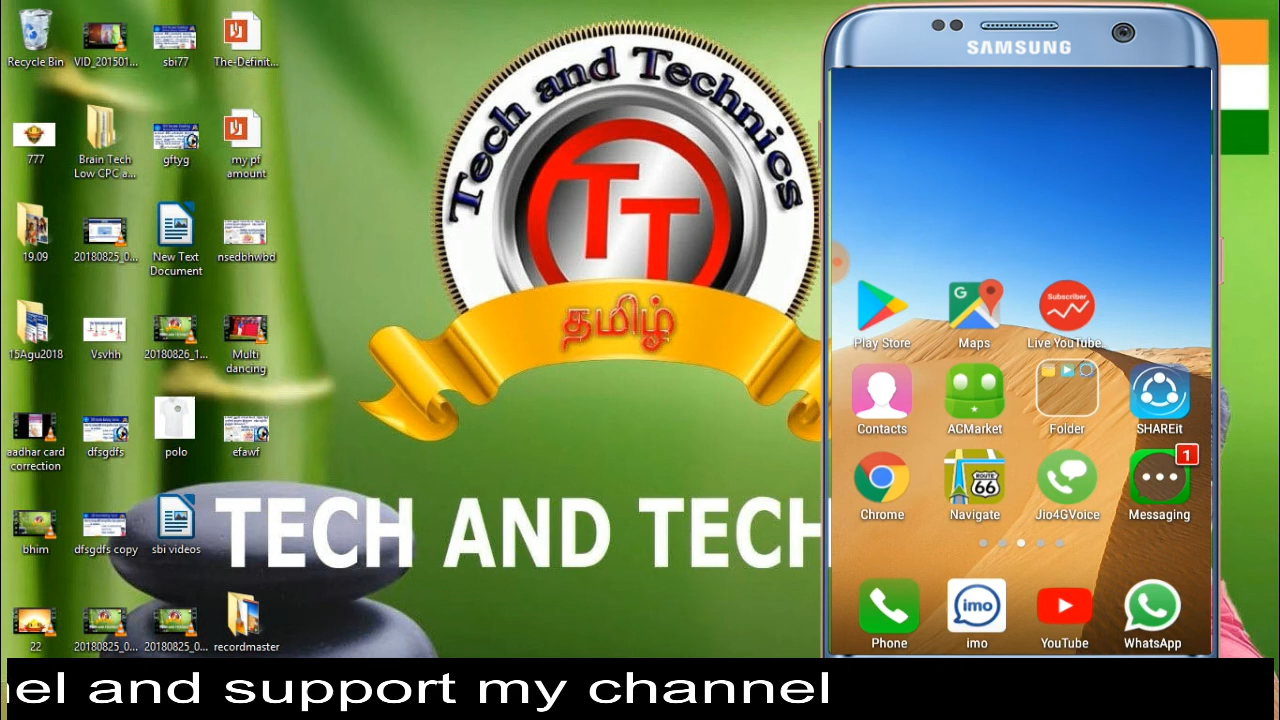 Recycle Bin
VID_201501...
sbi77
The-Definit...
777
Brain Tech
Low CPC a...
gftyg
my pf
amount
19.09
20180825_0...
New Text
Document
nsedbhwbd
15Agu2018
Vsvhh
20180826_1...
Multi
dancing
aadhar card
correction
dfsgdfs
polo
efawf
bhim
dfsgdfs copy
sbi videos
22
20180825_0...
20180825_0...
recordmaster
Tech and Technics
TT
தமிழ்
TECH AND TECH
SAMSUNG
Play Store
Maps
Subscriber
Live YouTube
Contacts
ACMarket
Folder
SHAREit
Chrome
ROUTE
66
Navigate
Jio4GVoice
1
Messaging
Phone
imo
imo
YouTube
WhatsApp
nel and support my channel